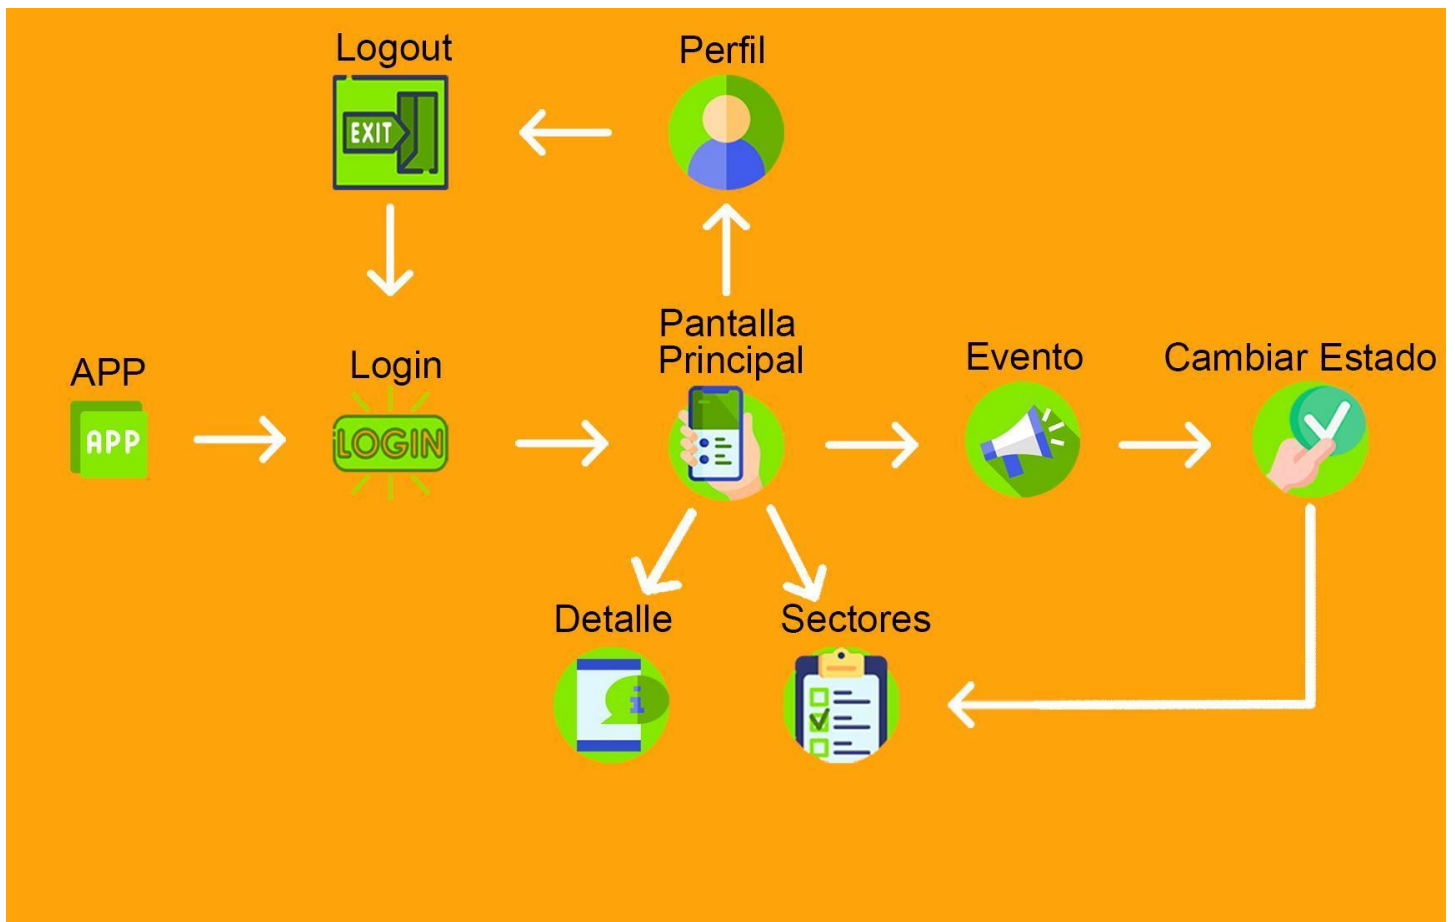 Logout
Perfil
EXIT
Pantalla
Principal
APP
Login
Evento
Cambiar Estado
APP
LOGIN
Detalle
Sectores
i